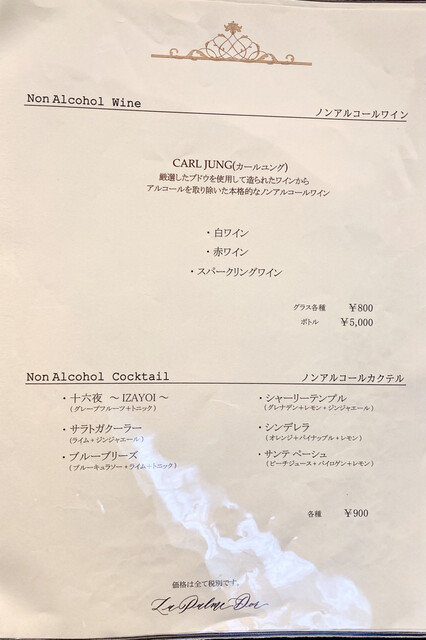 Non Alcohol Wine ノンアルコールワイン
CARL JUNG(カールユング)
厳選したブドウを使用して造られたワインから
アルコールを取り除いた本格的なノンアルコールワイン
・白ワイン
・赤ワイン
・スパークリングワイン
グラス各種 ¥800
ボトル ¥5,000
Non Alcohol Cocktail ノンアルコールカクテル
・十六夜 ～ IZAYOI ～
(グレープフルーツ+トニック)
・サラトガクーラー
(ライム+ジンジャエール)
・ブルーブリーズ
(ブルーキュラソー+ライム+トニック)
・シャーリーテンプル
(グレナデン+レモン+ジンジャエール)
・シンデレラ
(オレンジ+パイナップル+レモン)
・サンテ ペーシュ
(ピーチジュース+パイロゲン+レモン)
各種 ¥900
価格は全て税別です。
La Palme D'or